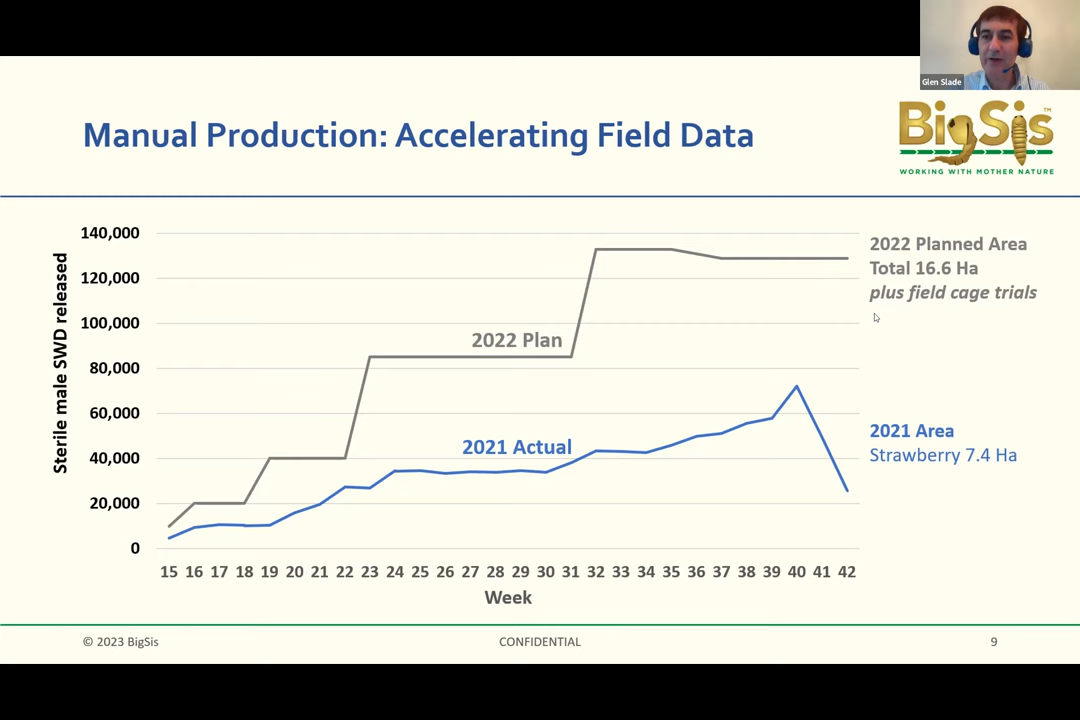 Glen Slade
Manual Production: Accelerating Field Data
BigSis™
WORKING WITH MOTHER NATURE
Sterile male SWD released
140,000
120,000
100,000
80,000
60,000
40,000
20,000
0
2022 Plan
2021 Actual
2022 Planned Area
Total 16.6 Ha
plus field cage trials
2021 Area
Strawberry 7.4 Ha
15 16 17 18 19 20 21 22 23 24 25 26 27 28 29 30 31 32 33 34 35 36 37 38 39 40 41 42
Week
© 2023 BigSis
CONFIDENTIAL
9